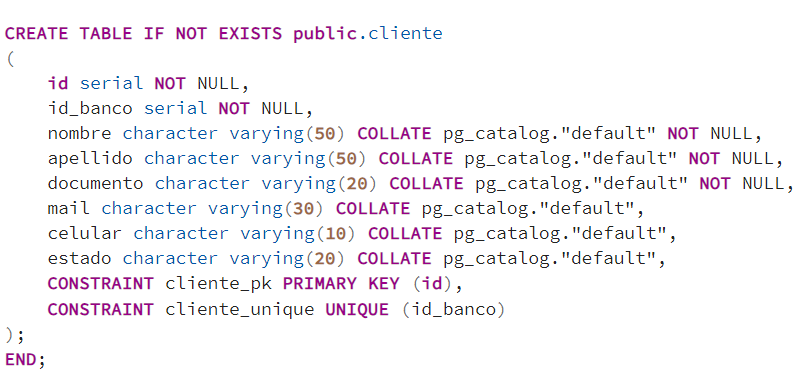 CREATE TABLE IF NOT EXISTS public.cliente
(
    id serial NOT NULL,
    id_banco serial NOT NULL,
    nombre character varying(50) COLLATE pg_catalog."default" NOT NULL,
    apellido character varying(50) COLLATE pg_catalog."default" NOT NULL,
    documento character varying(20) COLLATE pg_catalog."default" NOT NULL,
    mail character varying(30) COLLATE pg_catalog."default",
    celular character varying(10) COLLATE pg_catalog."default",
    estado character varying(20) COLLATE pg_catalog."default",
    CONSTRAINT cliente_pk PRIMARY KEY (id),
    CONSTRAINT cliente_unique UNIQUE (id_banco)
);
END;